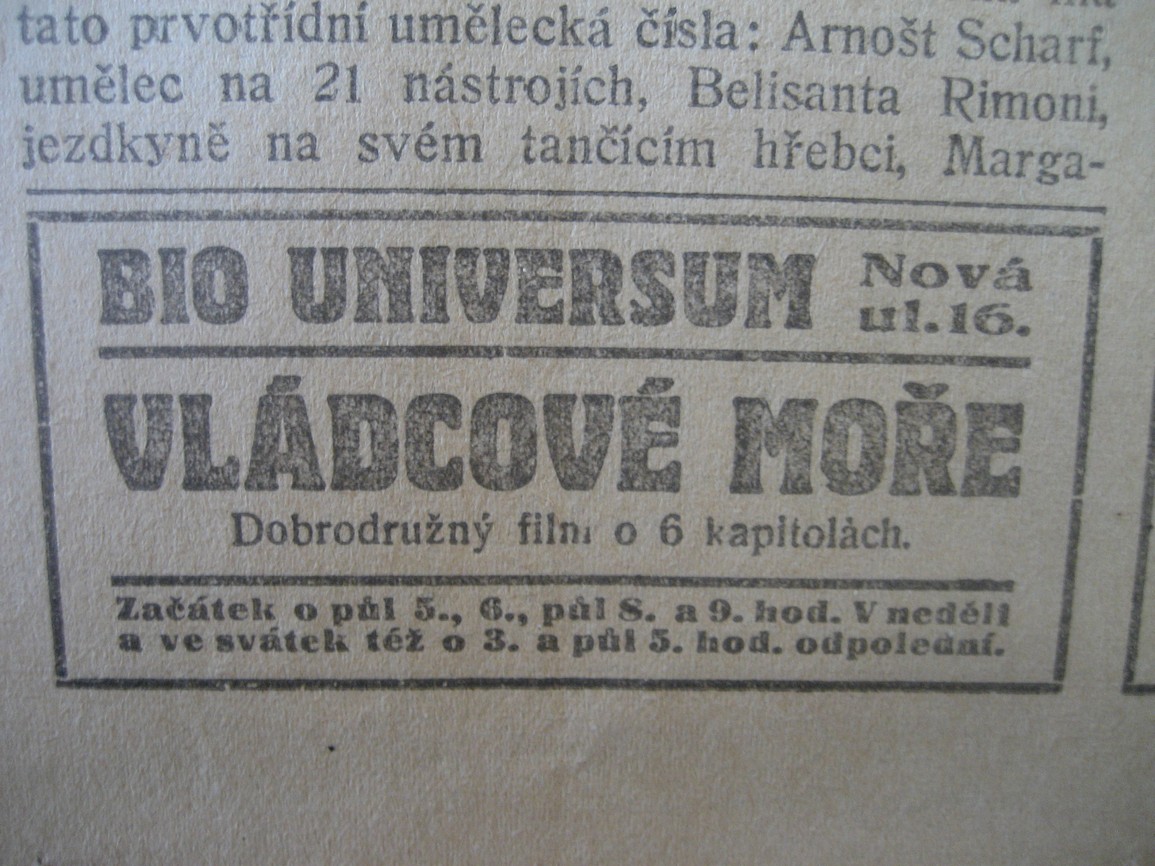 tato prvotřídní umělecká čísla: Arnošt Scharf,
umělec na 21 nástrojích, Belisanta Rimoni,
jezdkyně na svém tančícím hřebci, Marga-
BIO UNIVERSUM
Nová
ul. 16.
VLÁDCOVÉ MOŘE
Dobrodružný film o 6 kapitolách.
Začátek o půl 5., 6., půl 8. a 9. hod. V neděli
a ve svátek též o 3. a půl 5. hod. odpolední.